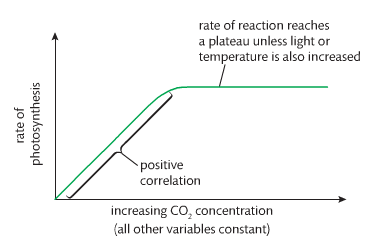 rate of reaction reaches
a plateau unless light or
temperature is also increased
rate of
photosynthesis
positive
correlation
increasing CO₂ concentration
(all other variables constant)